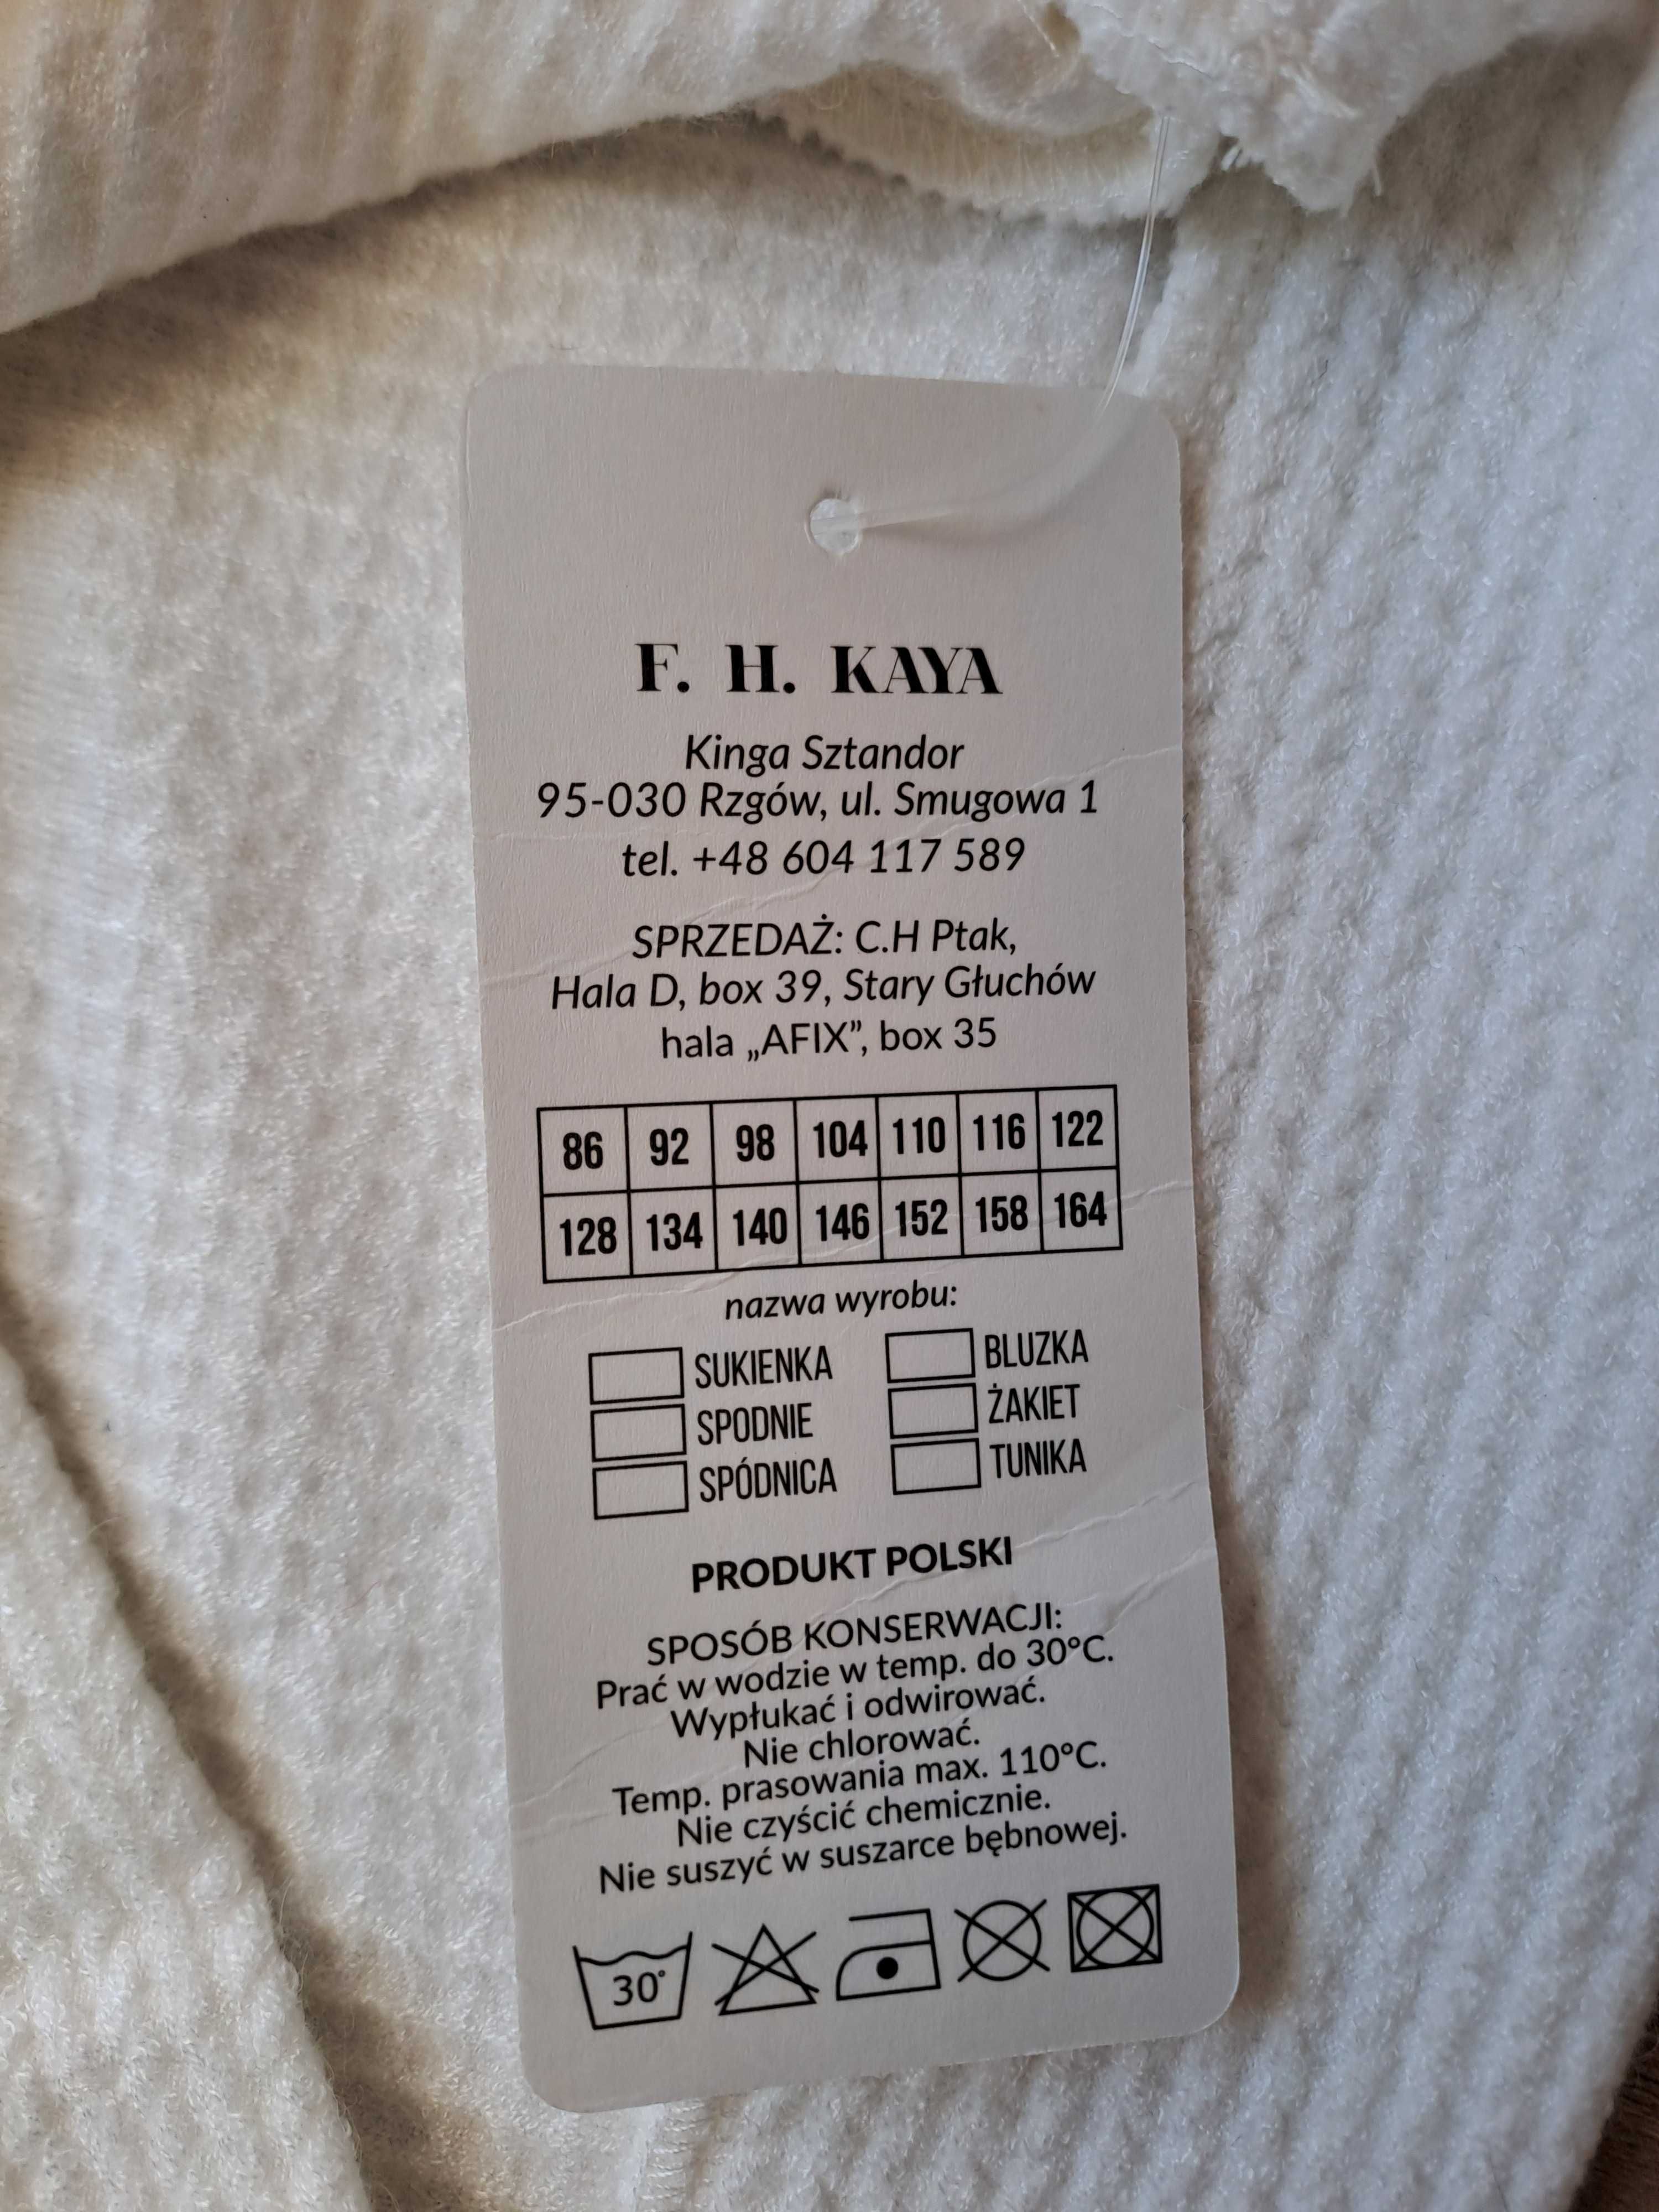 F. H. KAYA
Kinga Sztandor
95-030 Rzgów, ul. Smugowa 1
tel. +48 604 117 589
SPRZEDAŻ: C.H Ptak,
Hala D, box 39, Stary Głuchów
hala „AFIX”, box 35
86 92 98 104 110 116 122
128 134 140 146 152 158 164
nazwa wyrobu:
SUKIENKA BLUZKA
SPODNIE ŻAKIET
SPÓDNICA TUNIKA
PRODUKT POLSKI
SPOSÓB KONSERWACJI:
Prać w wodzie w temp. do 30°C.
Wypłukać i odwirować.
Nie chlorować.
Temp. prasowania max. 110°C.
Nie czyścić chemicznie.
Nie suszyć w suszarce bębnowej.
30°